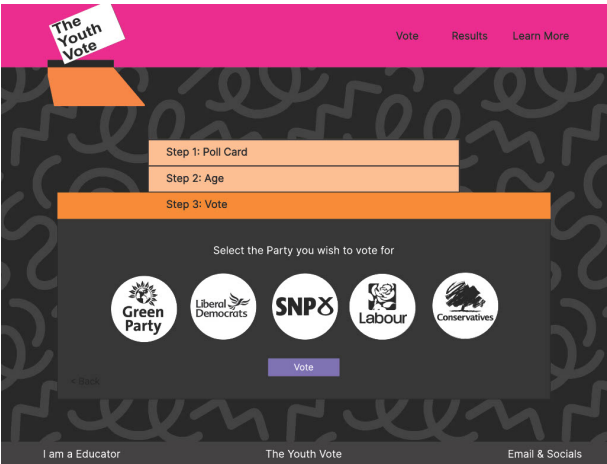 The
Youth
Vote
Vote Results Learn More
Step 1: Poll Card
Step 2: Age
Step 3: Vote
Select the Party you wish to vote for
Green
Party
Liberal
Democrats
SNP
Labour
Conservatives
Vote
< Back
I am a Educator The Youth Vote Email & Socials